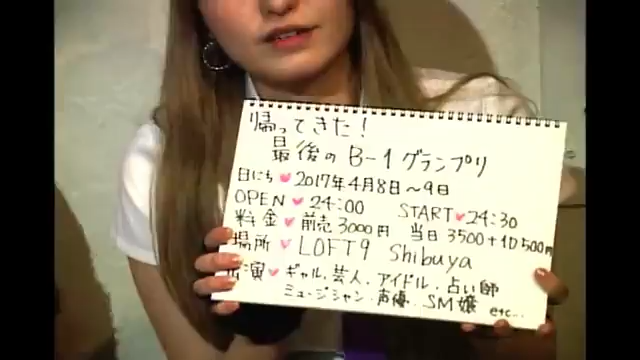 帰ってきた!
最後の B-1グランプリ
日にち♥2017年4月8日~9日
OPEN♥24:00 START♥24:30
料金♥前売3000円 当日3500+1D500円
場所♥LOFT9 Shibuya
出演♥ギャル.芸人.アイドル.占い師
ミュージシャン.声優.SM嬢 etc...